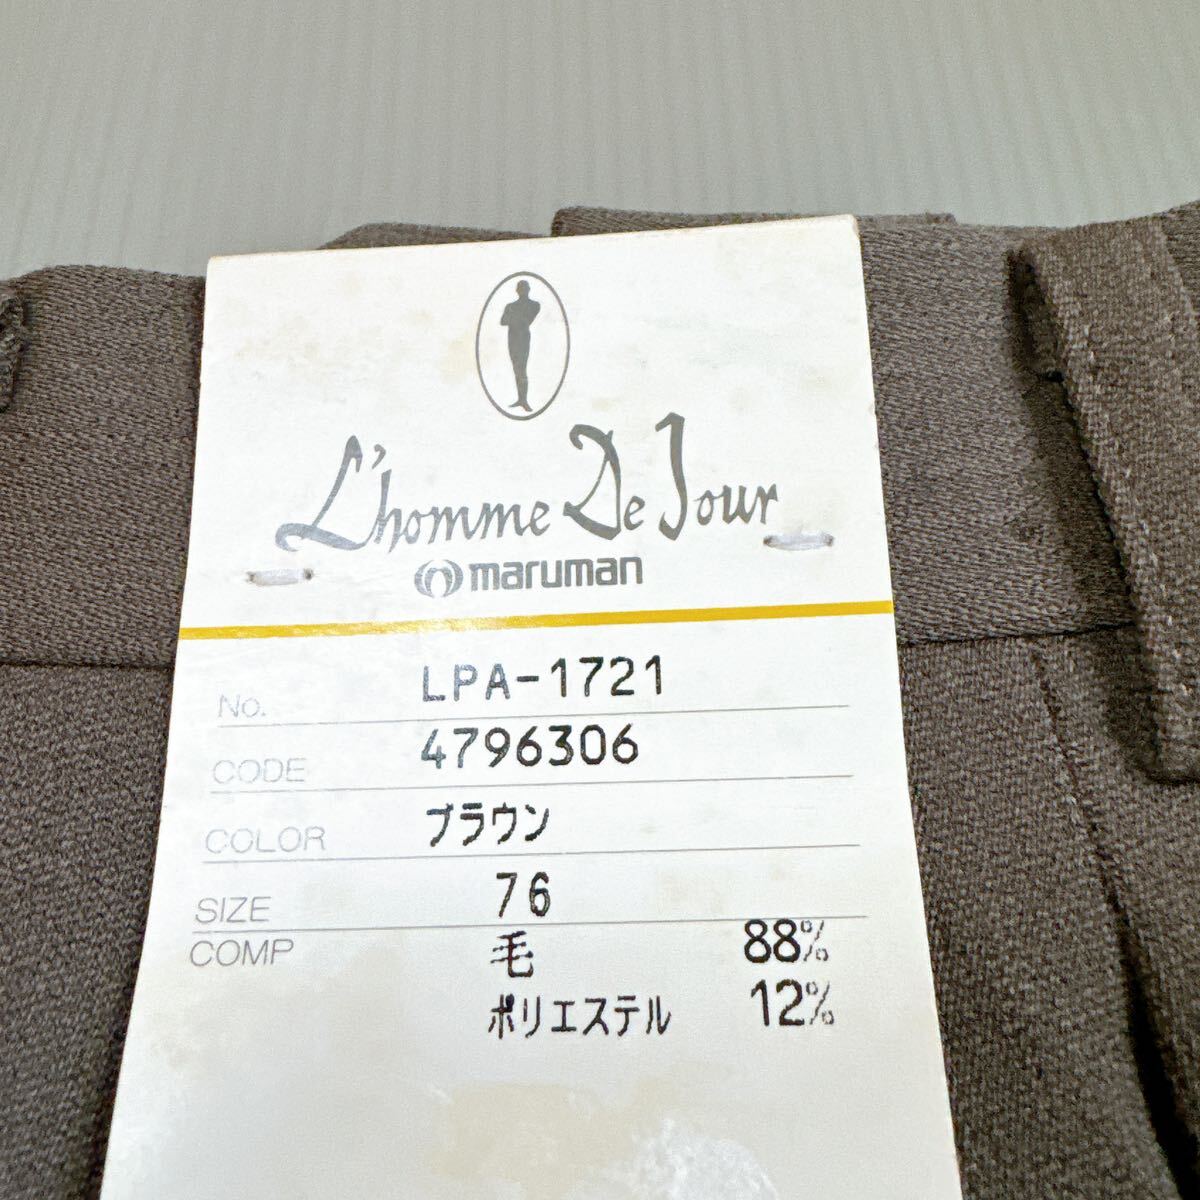 L'homme De Jour
maruman
No. LPA-1721
CODE 4796306
COLOR ブラウン
SIZE 76
COMP 毛 88%
ポリエステル 12%